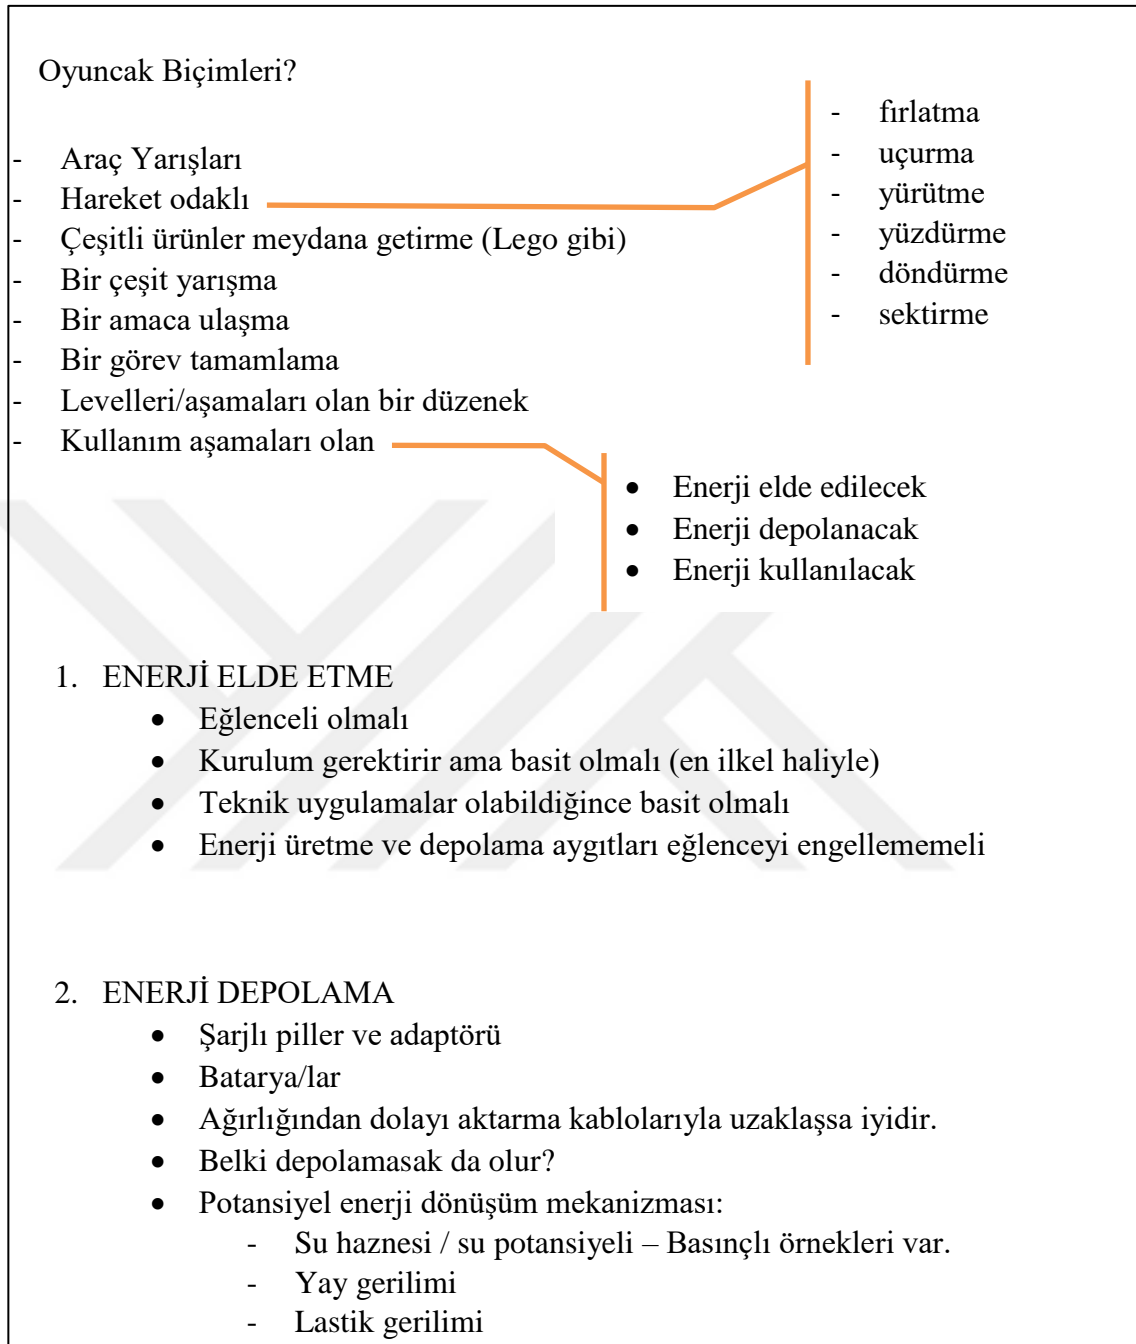 Oyuncak Biçimleri?
- Araç Yarışları
- Hareket odaklı
- Çeşitli ürünler meydana getirme (Lego gibi)
- Bir çeşit yarışma
- Bir amaca ulaşma
- Bir görev tamamlama
- Levelleri/aşamaları olan bir düzenek
- Kullanım aşamaları olan
- fırlatma
- uçurma
- yürütme
- yüzdürme
- döndürme
- sektirme
• Enerji elde edilecek
• Enerji depolanacak
• Enerji kullanılacak
1. ENERJİ ELDE ETME
• Eğlenceli olmalı
• Kurulum gerektirir ama basit olmalı (en ilkel haliyle)
• Teknik uygulamalar olabildiğince basit olmalı
• Enerji üretme ve depolama aygıtları eğlenceyi engellememeli
2. ENERJİ DEPOLAMA
• Şarjlı piller ve adaptörü
• Batarya/lar
• Ağırlığından dolayı aktarma kablolarıyla uzaklaşsa iyidir.
• Belki depolamasak da olur?
• Potansiyel enerji dönüşüm mekanizması:
- Su haznesi / su potansiyeli – Basınçlı örnekleri var.
- Yay gerilimi
- Lastik gerilimi